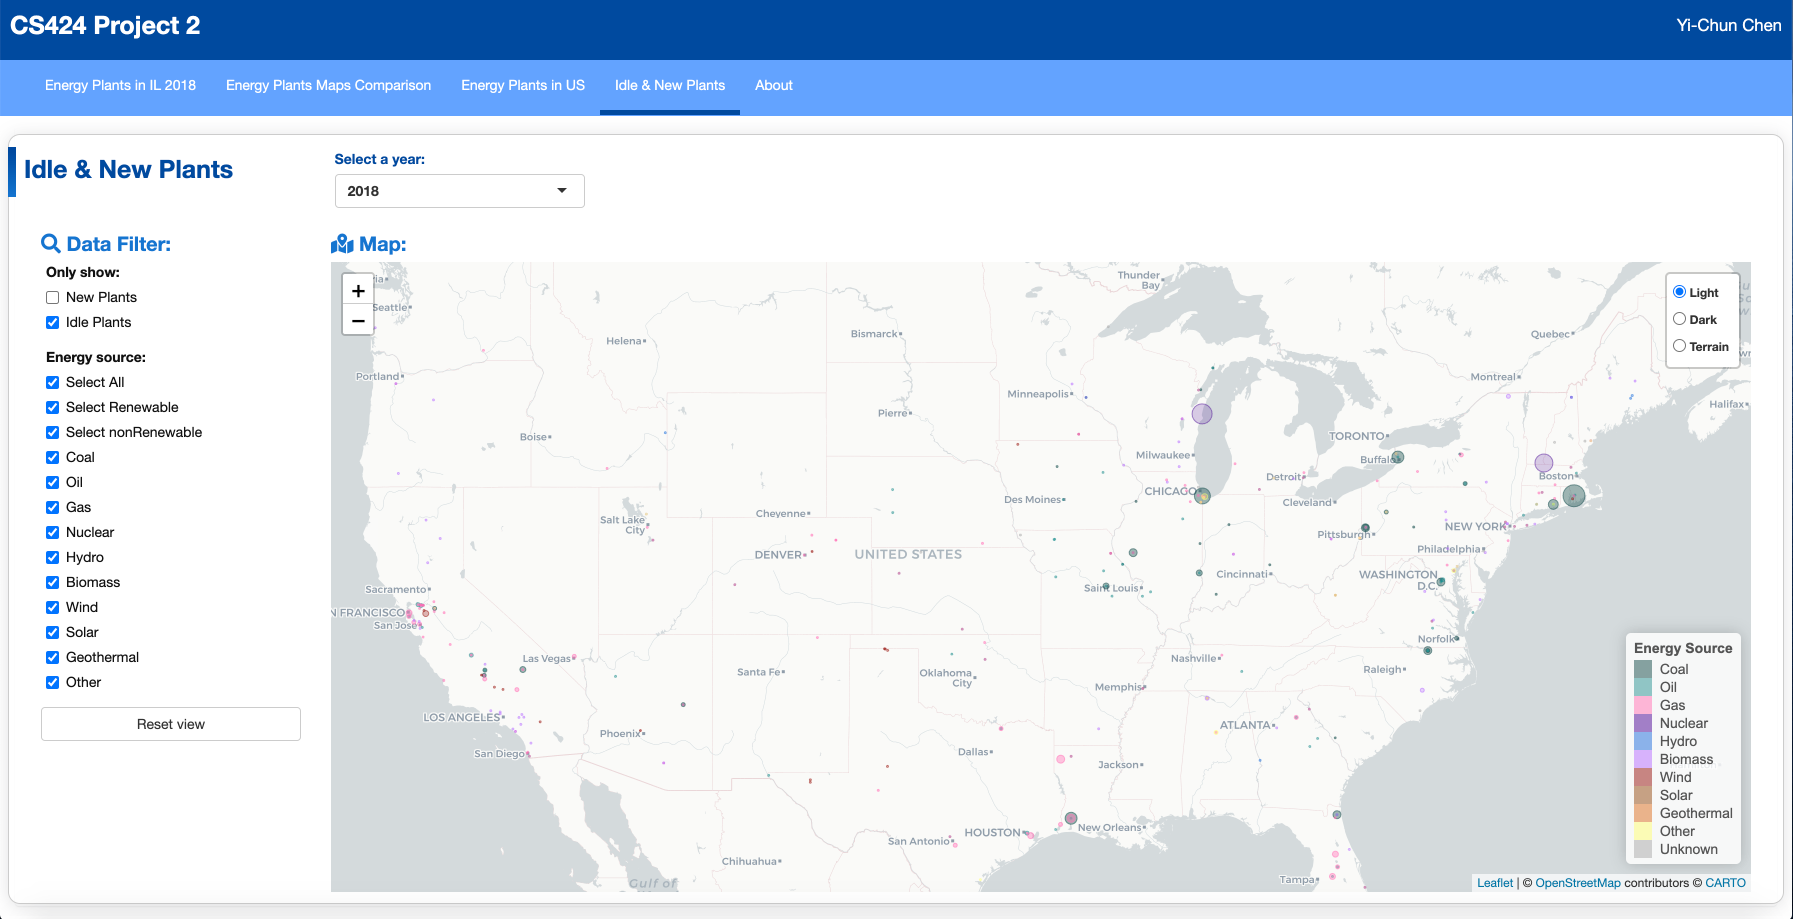 CS424 Project 2
Yi-Chun Chen
Energy Plants in IL 2018
Energy Plants Maps Comparison
Energy Plants in US
Idle & New Plants
About
Idle & New Plants
Select a year:
2018
Data Filter:
Only show:
New Plants
Idle Plants
Energy source:
Select All
Select Renewable
Select nonRenewable
Coal
Oil
Gas
Nuclear
Hydro
Biomass
Wind
Solar
Geothermal
Other
Reset view
Map:
+
−
Light
Dark
Terrain
Thunder
Bay
Seattle
Helena
Bismarck
Quebec
Portland
Minneapolis
Montreal
Halifax
Pierre
Boise
TORONTO
Milwaukee
Buffalo
Detroit
Boston
CHICAGO
Des Moines
Cleveland
Salt Lake
City
Cheyenne
NEW YORK
Pittsburgh
DENVER
UNITED STATES
Philadelphia
Cincinnati
WASHINGTON
D.C.
Sacramento
Saint Louis
N FRANCISCO
San Jose
Norfolk
Las Vegas
Santa Fe
Oklahoma
City
Nashville
Raleigh
Memphis
LOS ANGELES
ATLANTA
Phoenix
San Diego
Dallas
Jackson
HOUSTON
New Orleans
San Antonio
Chihuahua
Tampa
Gulf of
Energy Source
Coal
Oil
Gas
Nuclear
Hydro
Biomass
Wind
Solar
Geothermal
Other
Unknown
Leaflet | © OpenStreetMap contributors © CARTO